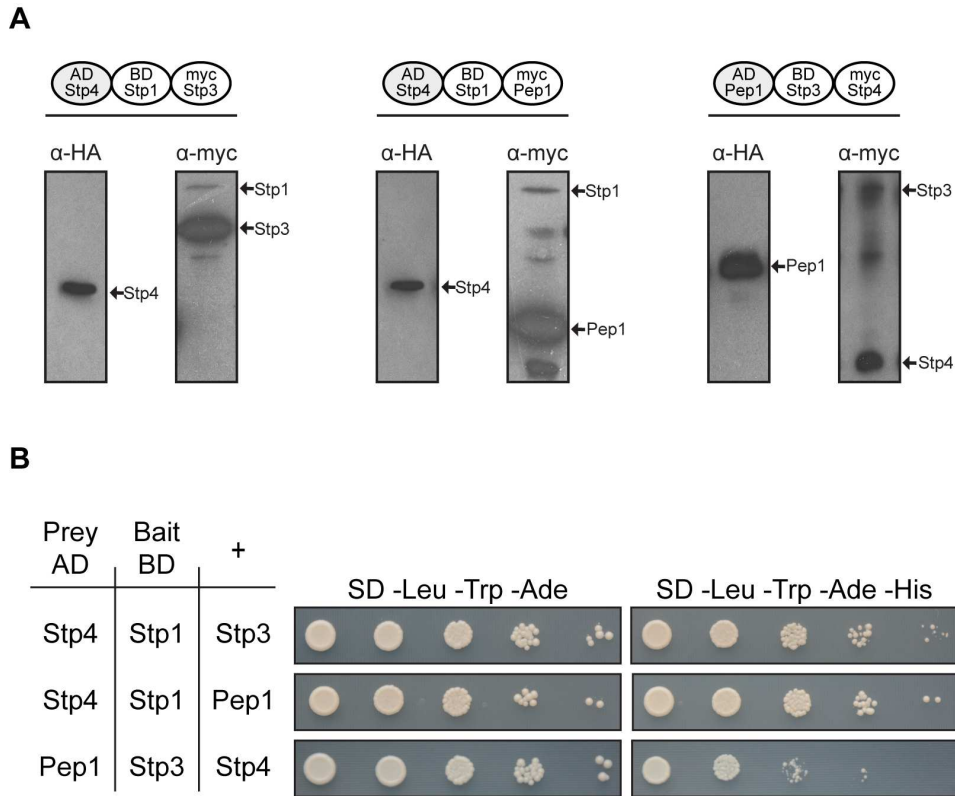 A
AD BD myc AD BD myc AD BD myc
Stp4 Stp1 Stp3 Stp4 Stp1 Pep1 Pep1 Stp3 Stp4
α-HA α-myc α-HA α-myc α-HA α-myc
Stp1 Stp1 Stp3
Stp3
Pep1
Stp4 Stp4
Pep1
Stp4
B
Prey Bait +
AD BD
SD -Leu -Trp -Ade SD -Leu -Trp -Ade -His
Stp4 Stp1 Stp3
Stp4 Stp1 Pep1
Pep1 Stp3 Stp4